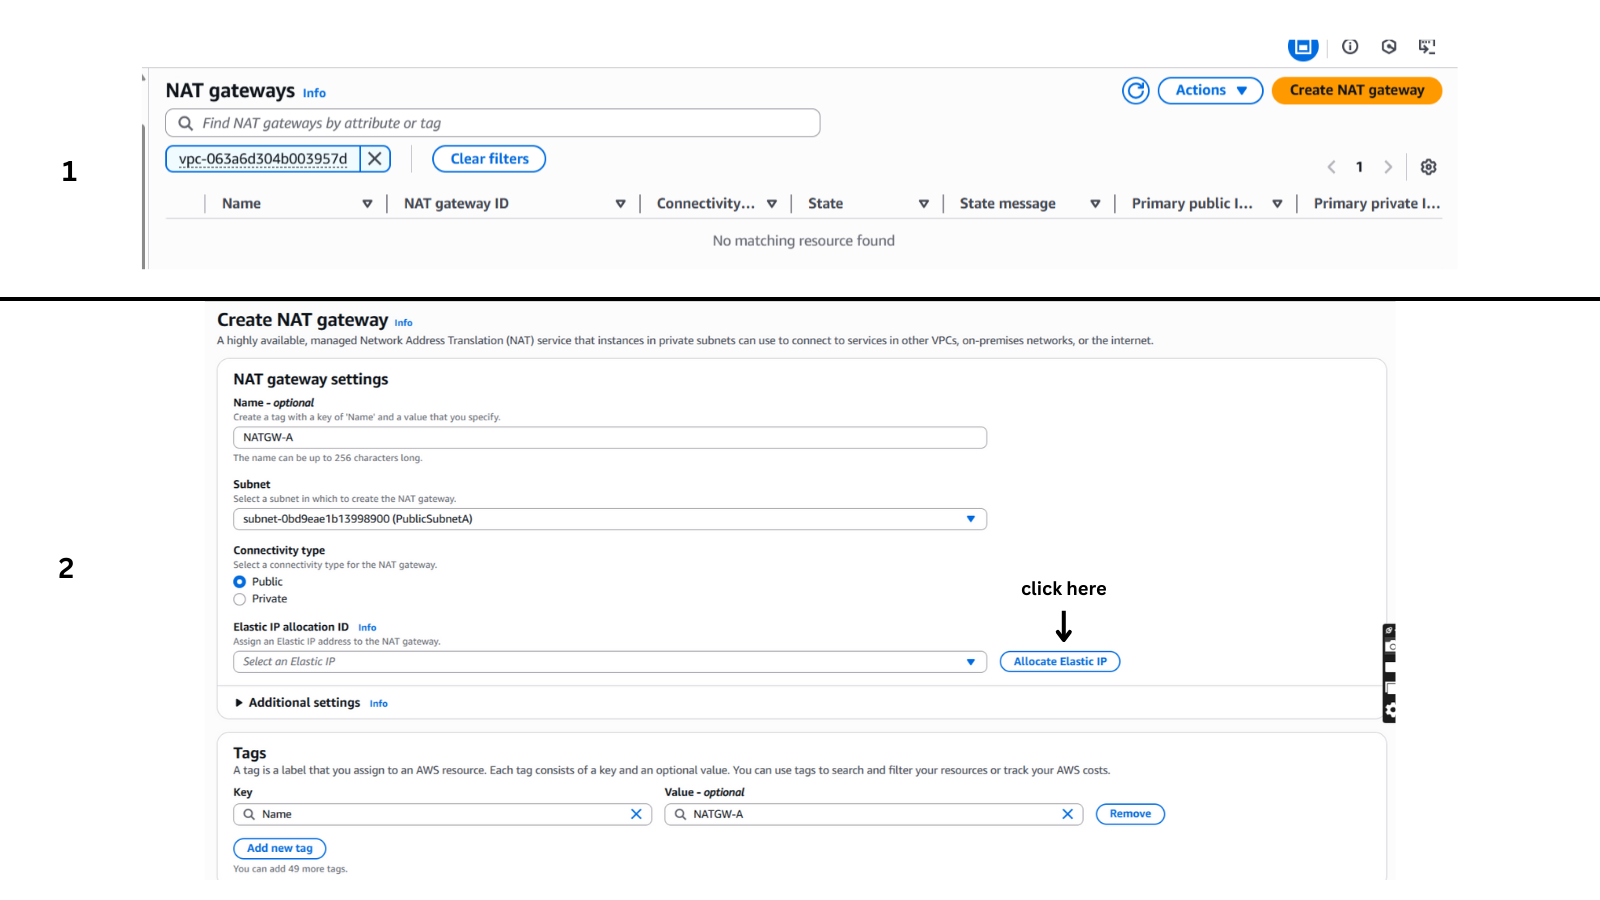 NAT gateways Info
Actions
Create NAT gateway
Find NAT gateways by attribute or tag
vpc-063a6d304b003957d
Clear filters
1
1
Name
NAT gateway ID
Connectivity...
State
State message
Primary public I...
Primary private I...
No matching resource found
Create NAT gateway Info
A highly available, managed Network Address Translation (NAT) service that instances in private subnets can use to connect to services in other VPCs, on-premises networks, or the internet.
NAT gateway settings
Name - optional
Create a tag with a key of 'Name' and a value that you specify.
NATGW-A
The name can be up to 256 characters long.
Subnet
Select a subnet in which to create the NAT gateway.
subnet-0bd9eae1b13998900 (PublicSubnetA)
Connectivity type
Select a connectivity type for the NAT gateway.
2
Public
click here
Private
Elastic IP allocation ID Info
Assign an Elastic IP address to the NAT gateway.
Select an Elastic IP
Allocate Elastic IP
Additional settings Info
Tags
A tag is a label that you assign to an AWS resource. Each tag consists of a key and an optional value. You can use tags to search and filter your resources or track your AWS costs.
Key
Value - optional
Name
NATGW-A
Remove
Add new tag
You can add 49 more tags.